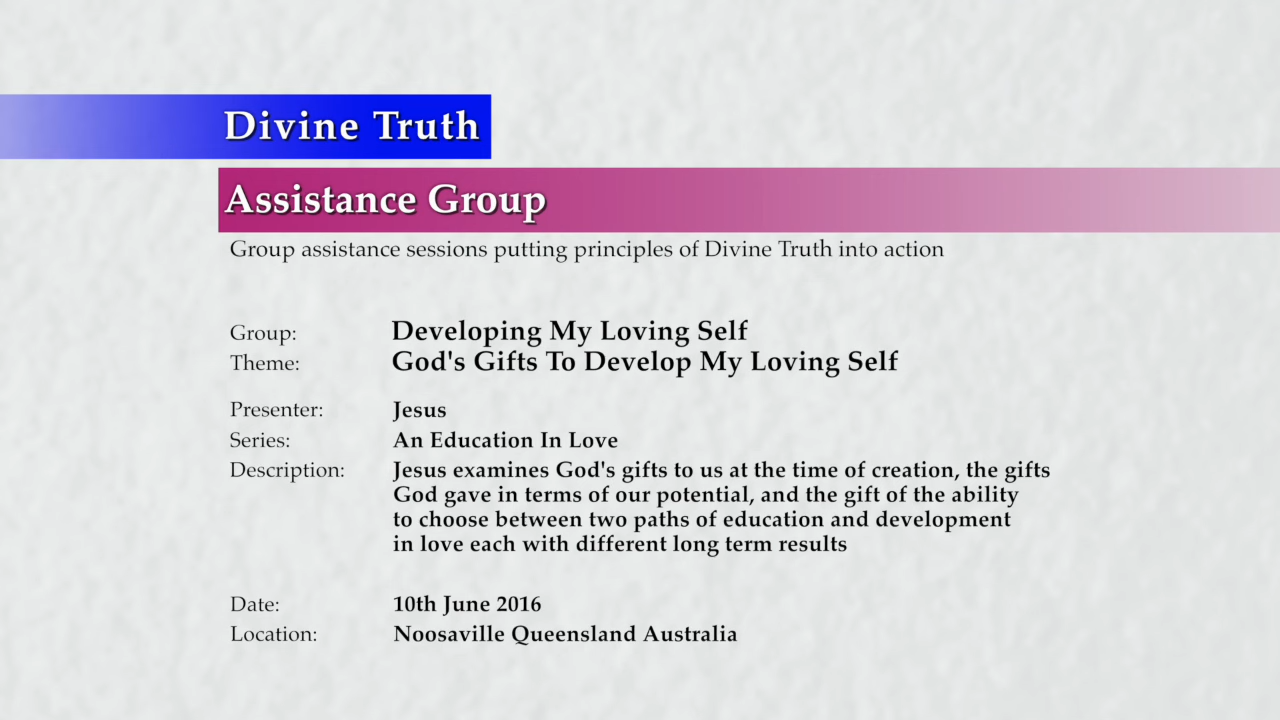 Divine Truth
Assistance Group
Group assistance sessions putting principles of Divine Truth into action
Group: Developing My Loving Self
Theme: God's Gifts To Develop My Loving Self
Presenter: Jesus
Series: An Education In Love
Description: Jesus examines God's gifts to us at the time of creation, the gifts
God gave in terms of our potential, and the gift of the ability
to choose between two paths of education and development
in love each with different long term results
Date: 10th June 2016
Location: Noosaville Queensland Australia